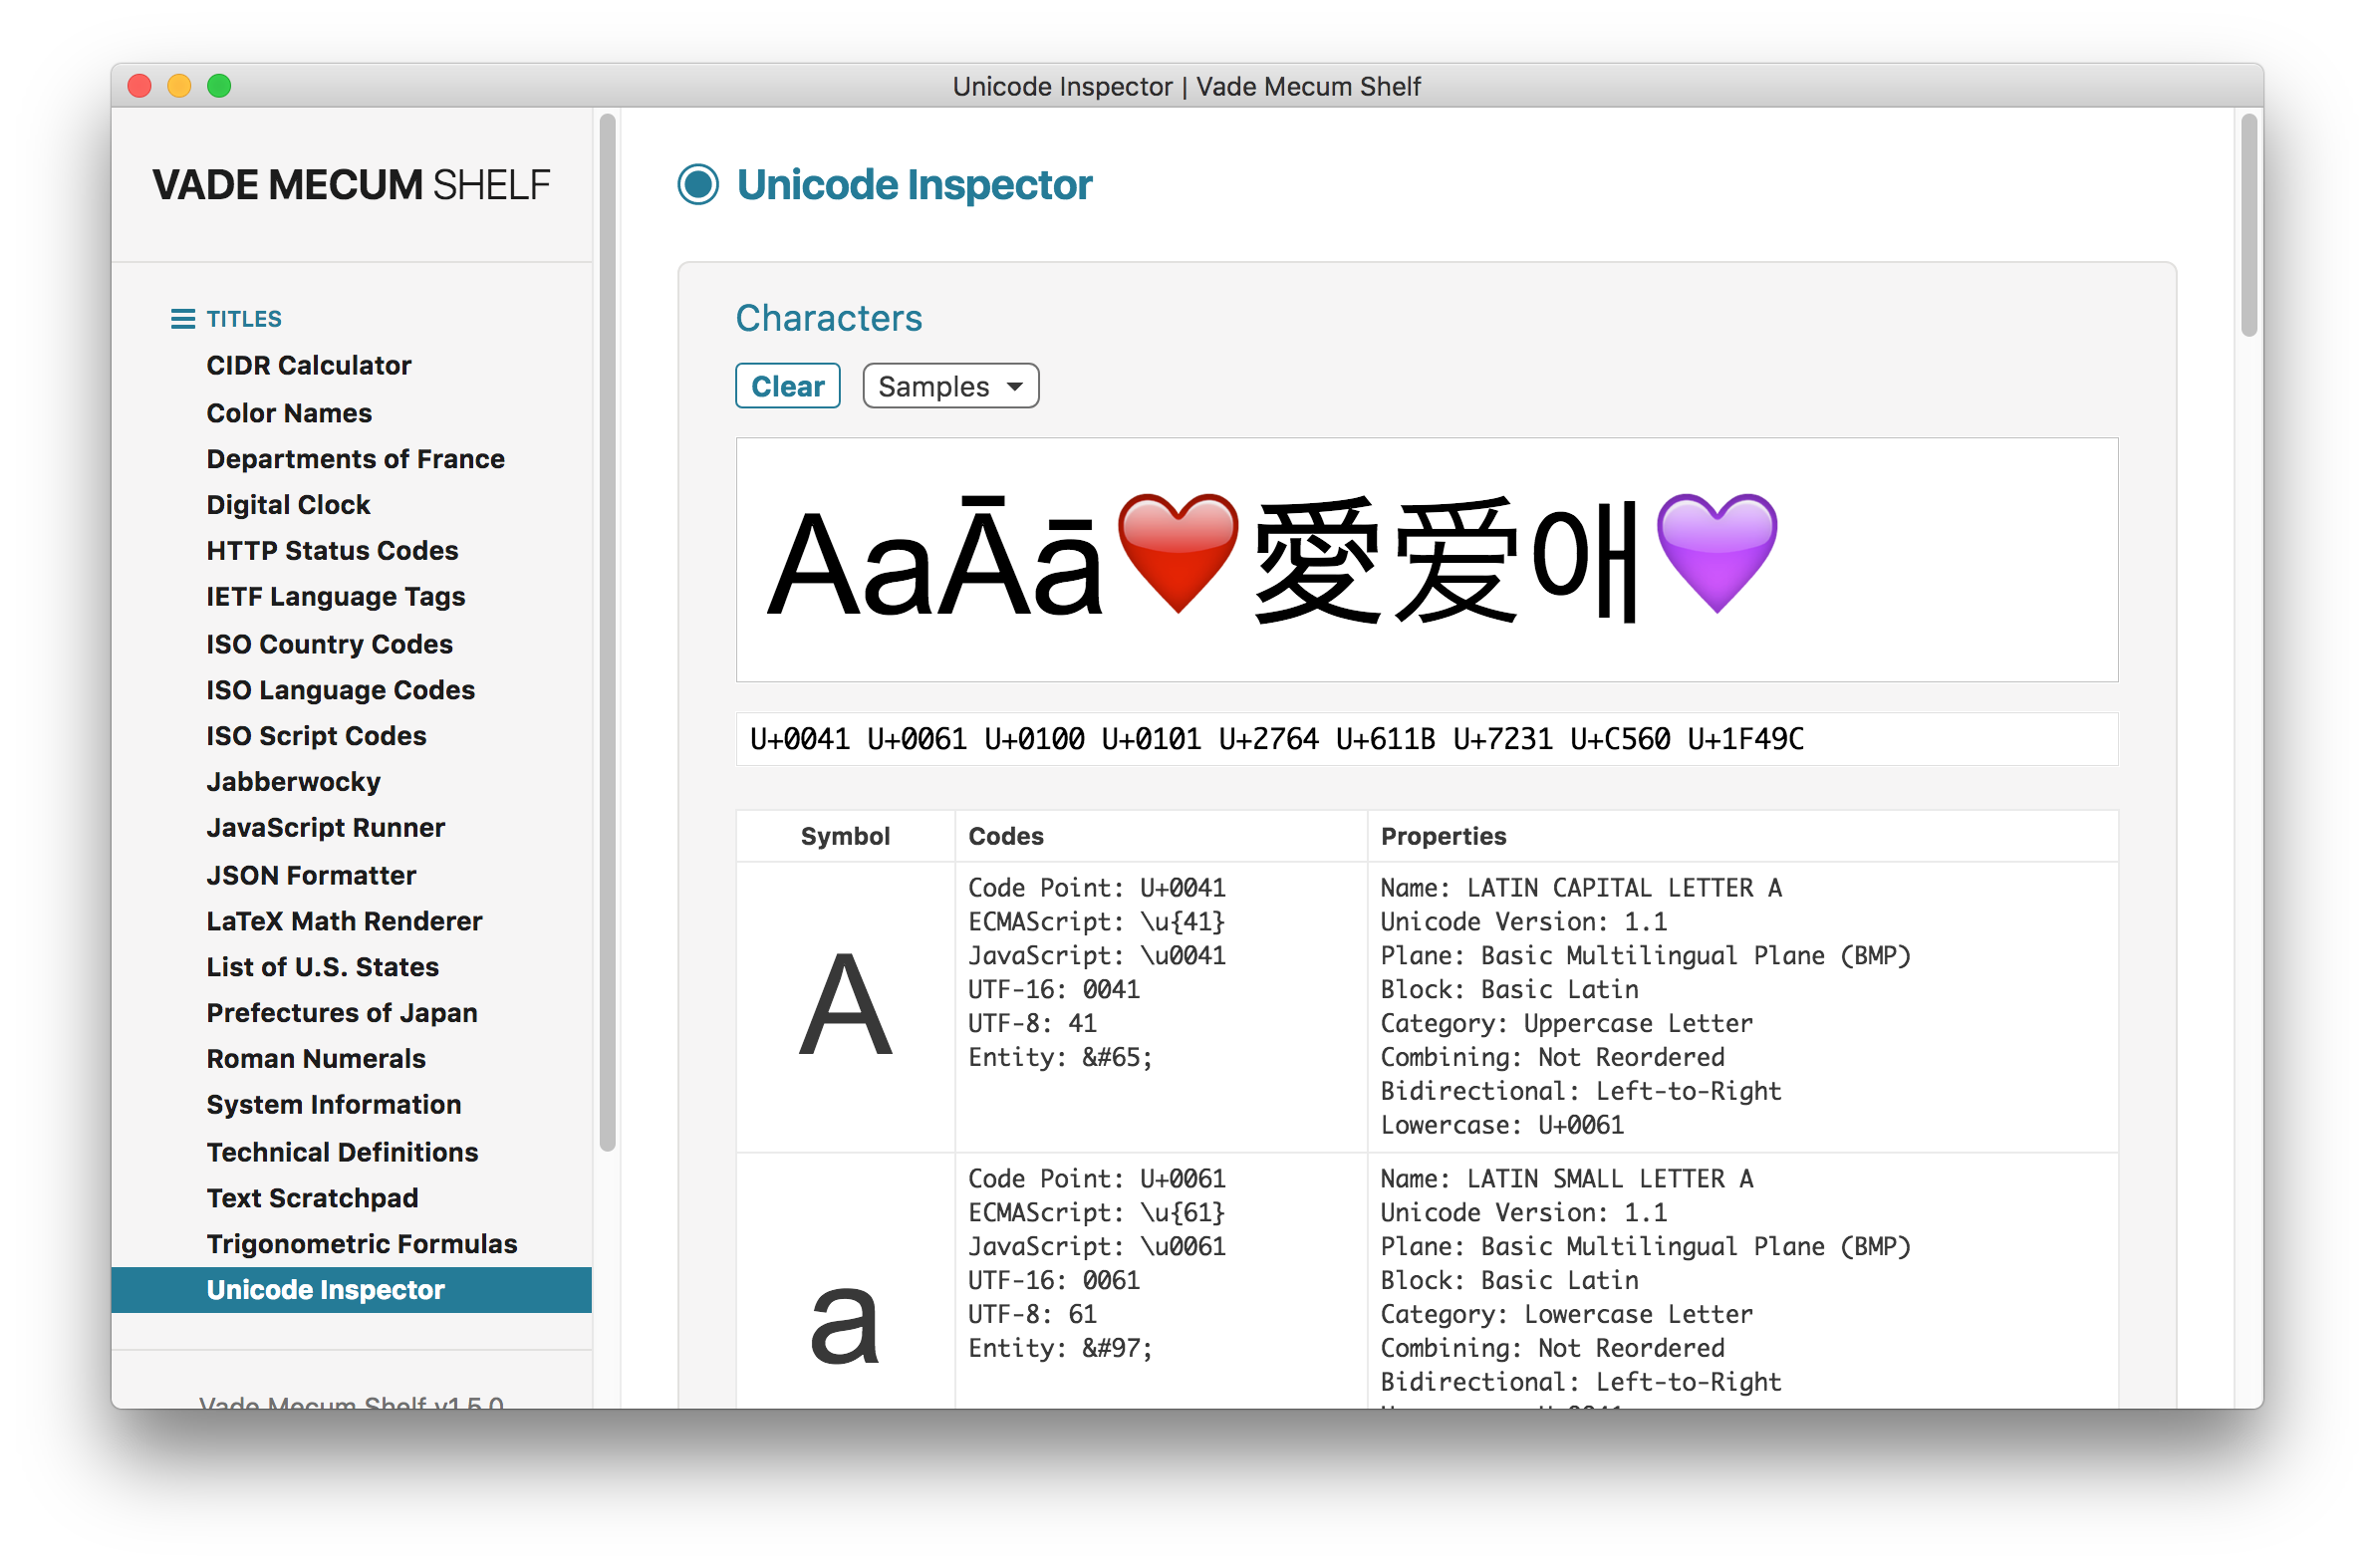 Unicode Inspector | Vade Mecum Shelf
VADE MECUM SHELF
TITLES
CIDR Calculator
Color Names
Departments of France
Digital Clock
HTTP Status Codes
IETF Language Tags
ISO Country Codes
ISO Language Codes
ISO Script Codes
Jabberwocky
JavaScript Runner
JSON Formatter
LaTeX Math Renderer
List of U.S. States
Prefectures of Japan
Roman Numerals
System Information
Technical Definitions
Text Scratchpad
Trigonometric Formulas
Unicode Inspector
Vade Mecum Shelf v1.5.0
Unicode Inspector
Characters
Clear
Samples
AaĀā❤️愛爱애💜
U+0041 U+0061 U+0100 U+0101 U+2764 U+611B U+7231 U+C560 U+1F49C
Symbol Codes Properties
A
Code Point: U+0041
ECMAScript: \u{41}
JavaScript: \u0041
UTF-16: 0041
UTF-8: 41
Entity: &#65;
Name: LATIN CAPITAL LETTER A
Unicode Version: 1.1
Plane: Basic Multilingual Plane (BMP)
Block: Basic Latin
Category: Uppercase Letter
Combining: Not Reordered
Bidirectional: Left-to-Right
Lowercase: U+0061
a
Code Point: U+0061
ECMAScript: \u{61}
JavaScript: \u0061
UTF-16: 0061
UTF-8: 61
Entity: &#97;
Name: LATIN SMALL LETTER A
Unicode Version: 1.1
Plane: Basic Multilingual Plane (BMP)
Block: Basic Latin
Category: Lowercase Letter
Combining: Not Reordered
Bidirectional: Left-to-Right